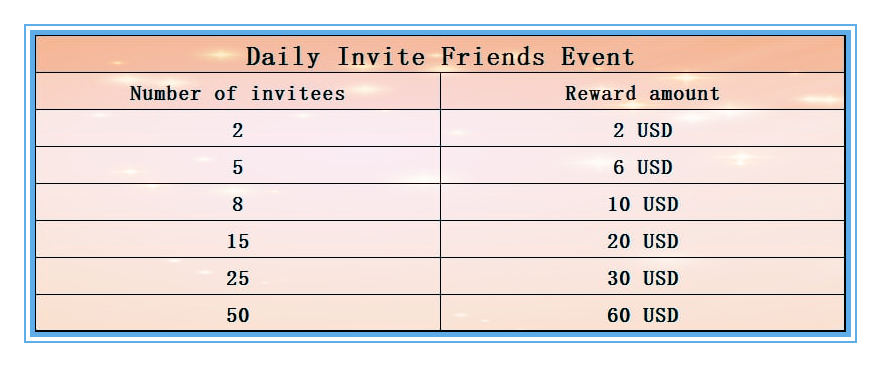 Daily Invite Friends Event
Number of invitees Reward amount
2 2 USD
5 6 USD
8 10 USD
15 20 USD
25 30 USD
50 60 USD